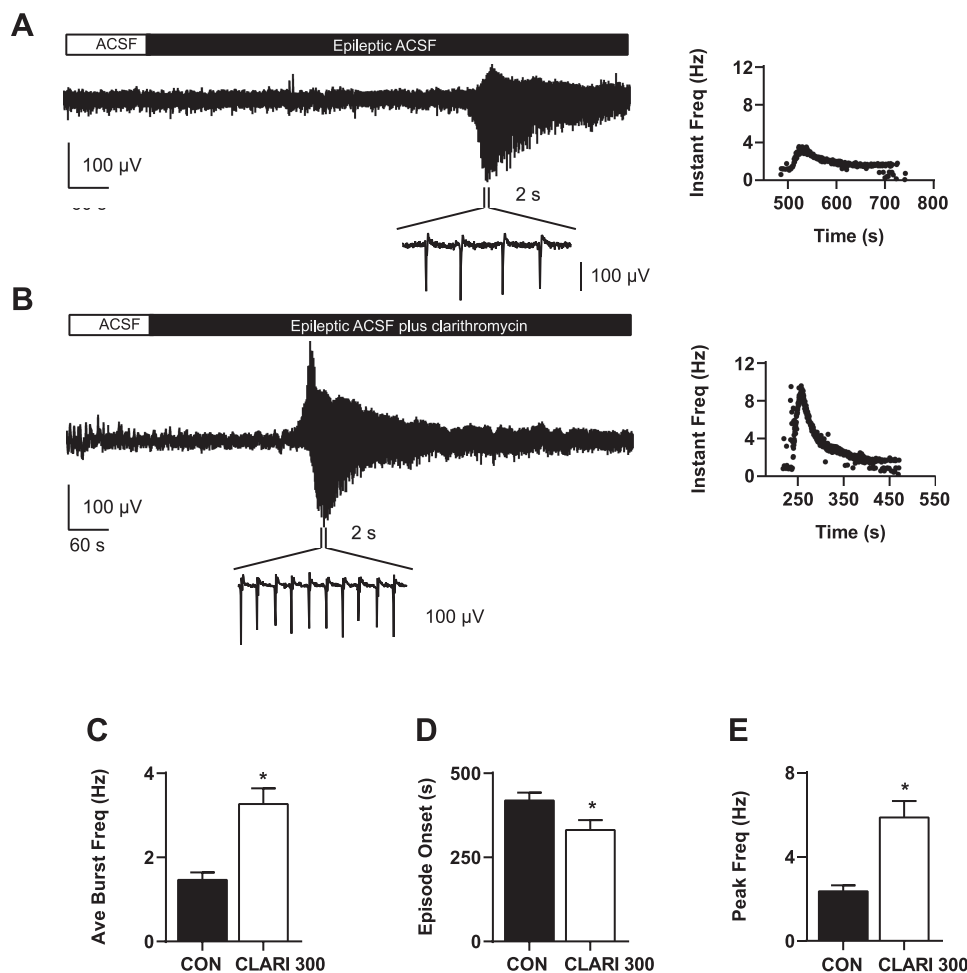 A
ACSF
Epileptic ACSF
100 µV
2 s
100 µV
12
8
4
0
Instant Freq (Hz)
500 600 700 800
Time (s)
B
ACSF
Epileptic ACSF plus clarithromycin
100 µV
60 s
2 s
100 µV
12
8
4
0
Instant Freq (Hz)
250 350 450 550
Time (s)
C
Ave Burst Freq (Hz)
4
2
0
*
CON CLARI 300
D
Episode Onset (s)
500
250
0
*
CON CLARI 300
E
Peak Freq (Hz)
8
4
0
*
CON CLARI 300